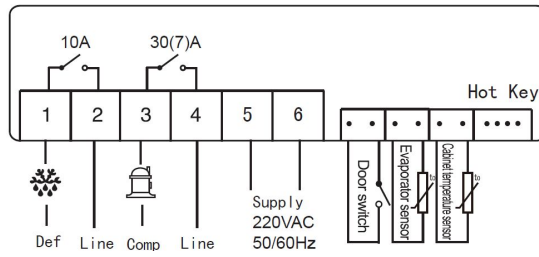 10A 30(7)A
Hot Key
1 2 3 4 5 6
Door switch
Evaporator sensor
Cabinet temperature sensor
Supply
220VAC
50/60Hz
Def Line Comp Line